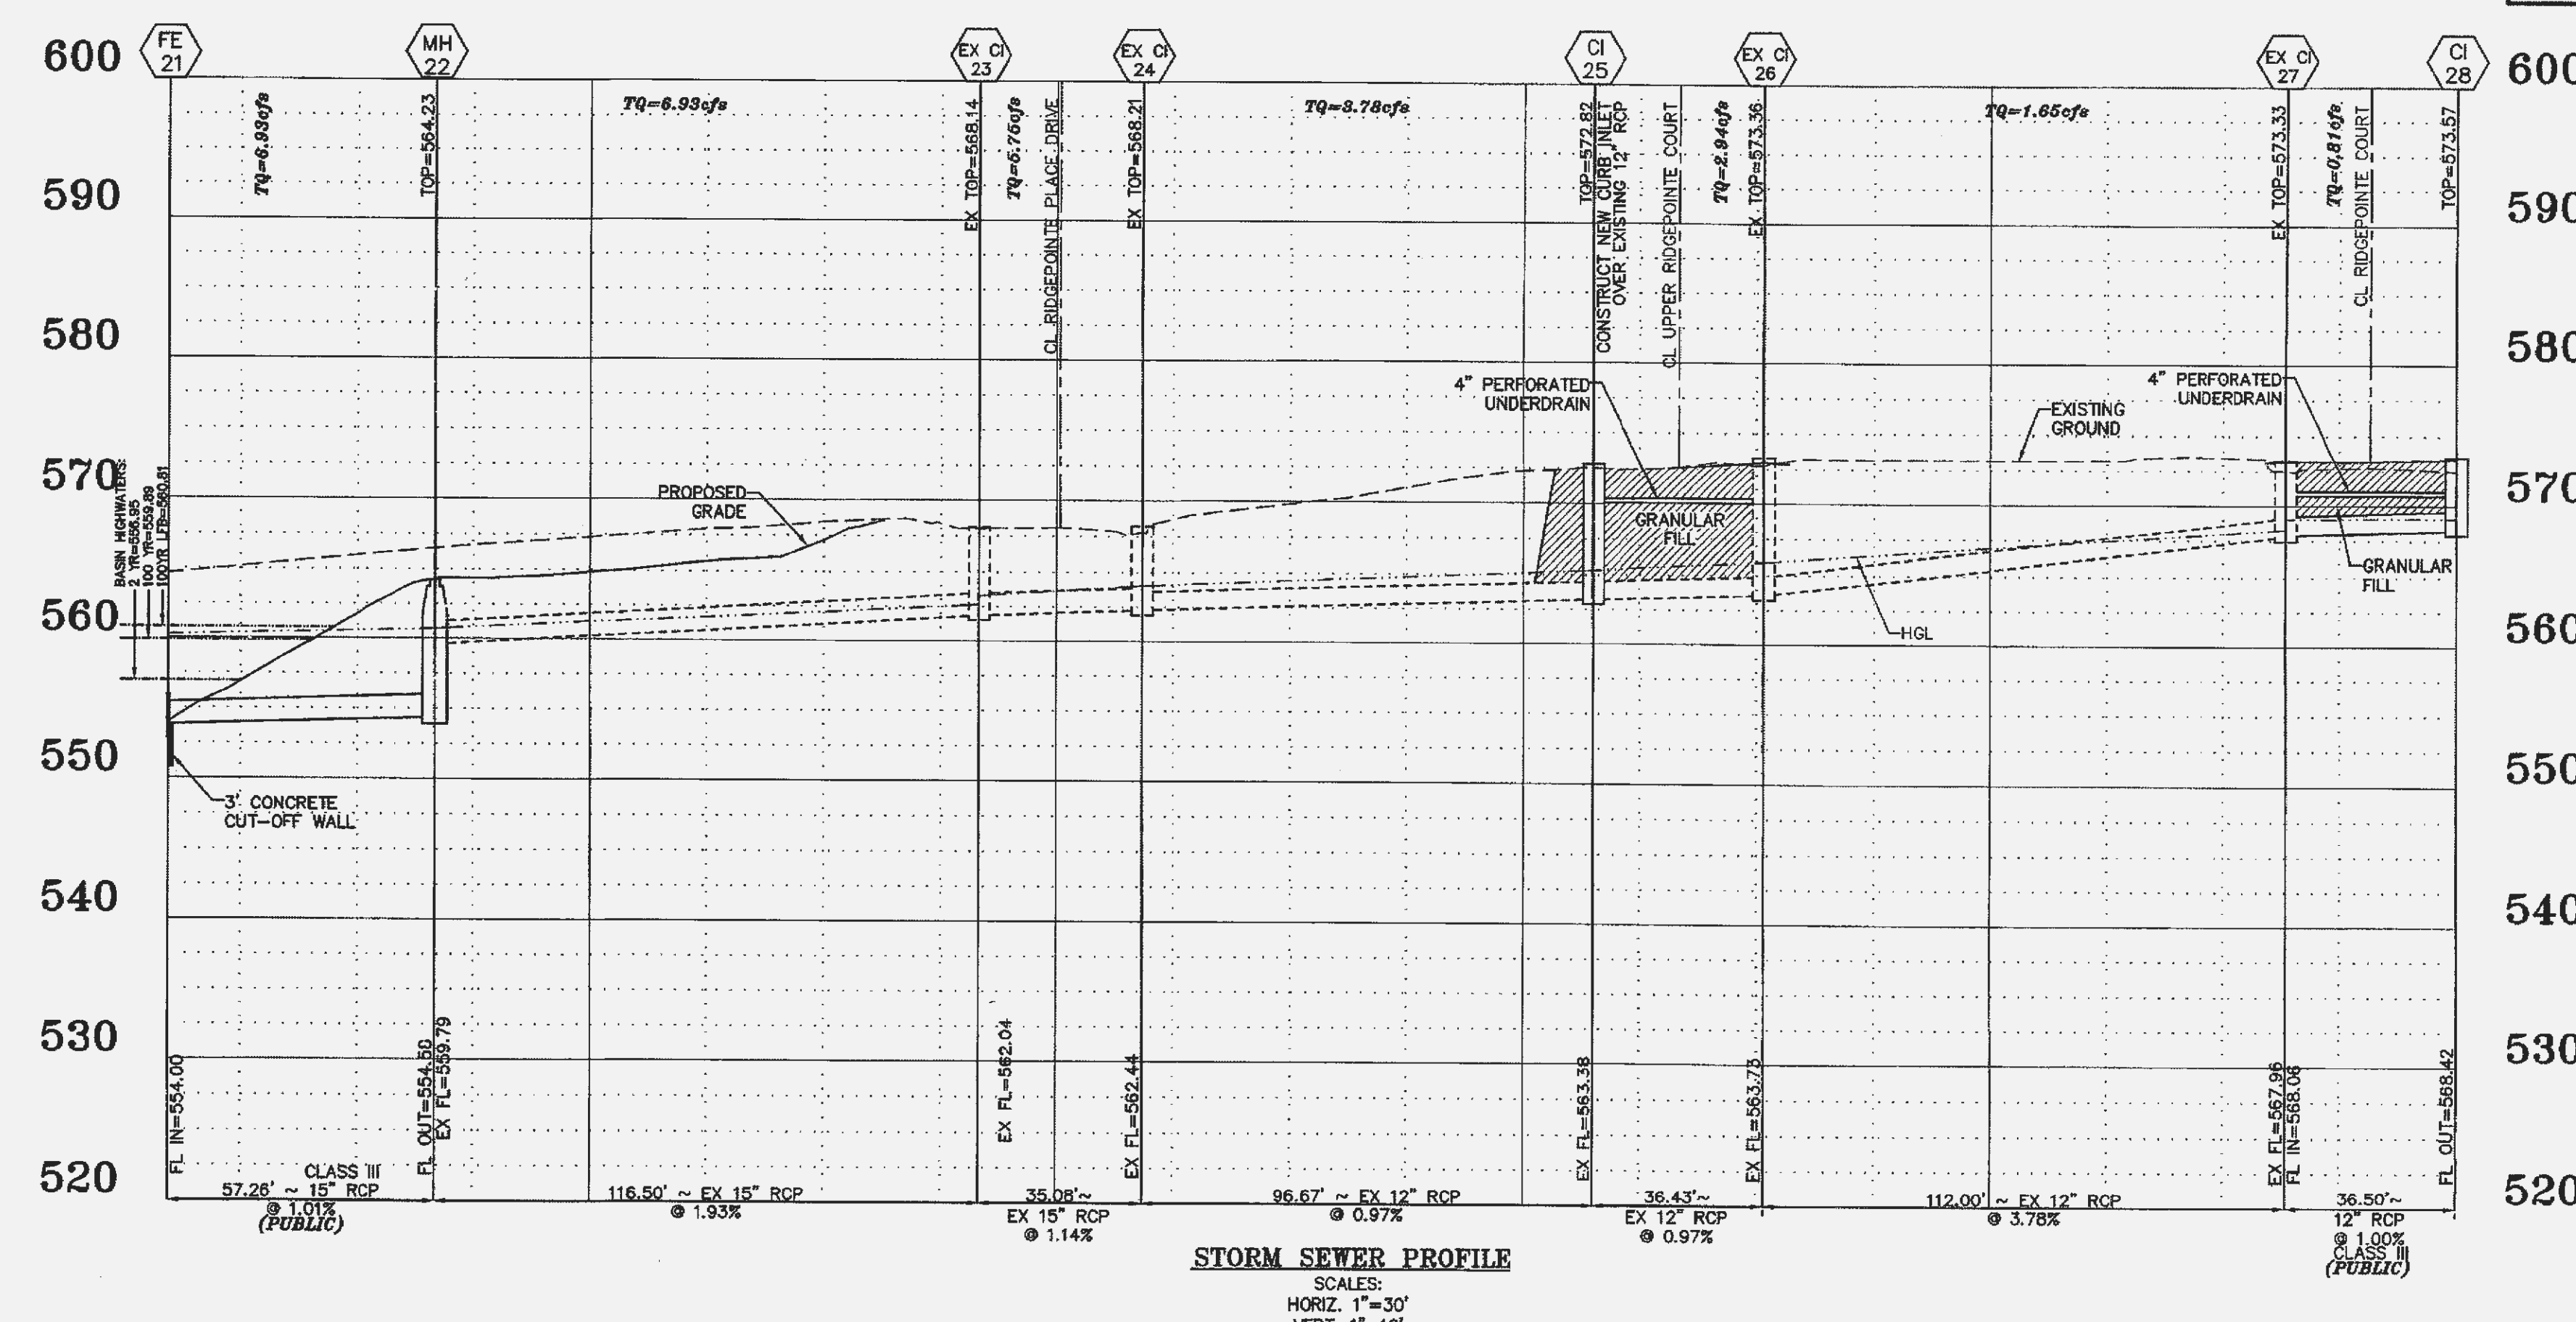 600
590
580
570
560
550
540
530
520
FE
21
MH
22
EX CI
23
EX CI
24
CI
25
EX CI
26
EX CI
27
CI
28
600
590
580
570
560
550
540
530
520
TQ=6.93cfs
TOP=564.23
TQ=6.93cfs
EX TOP=568.14
TQ=5.75cfs
CL RIDGEPOINTE PLACE DRIVE
EX TOP=568.21
TQ=3.78cfs
TOP=572.82
CONSTRUCT NEW CURB INLET
OVER EXISTING 12" RCP
CL UPPER RIDGEPOINTE COURT
TQ=2.94cfs
EX TOP=573.36
TQ=1.65cfs
EX TOP=573.33
TQ=0.81cfs
CL RIDGEPOINTE COURT
TOP=573.57
BASIN HIGHWATERS:
2 YR=556.95
100 YR=559.89
100YR LFB=560.81
PROPOSED
GRADE
4" PERFORATED
UNDERDRAIN
GRANULAR
FILL
EXISTING
GROUND
HGL
4" PERFORATED
UNDERDRAIN
GRANULAR
FILL
3' CONCRETE
CUT-OFF WALL
FL IN=554.00
FL OUT=554.50
EX FL=559.79
EX FL=562.04
EX FL=562.44
EX FL=563.38
EX FL=563.73
EX FL=567.96
FL IN=568.06
FL OUT=568.42
CLASS III
57.26' ~ 15" RCP
@ 1.01%
(PUBLIC)
116.50' ~ EX 15" RCP
@ 1.93%
35.08'~
EX 15" RCP
@ 1.14%
96.67' ~ EX 12" RCP
@ 0.97%
36.43'~
EX 12" RCP
@ 0.97%
112.00' ~ EX 12" RCP
@ 3.78%
36.50'~
12" RCP
@ 1.00%
CLASS III
(PUBLIC)
STORM SEWER PROFILE
SCALES:
HORIZ. 1"=30'